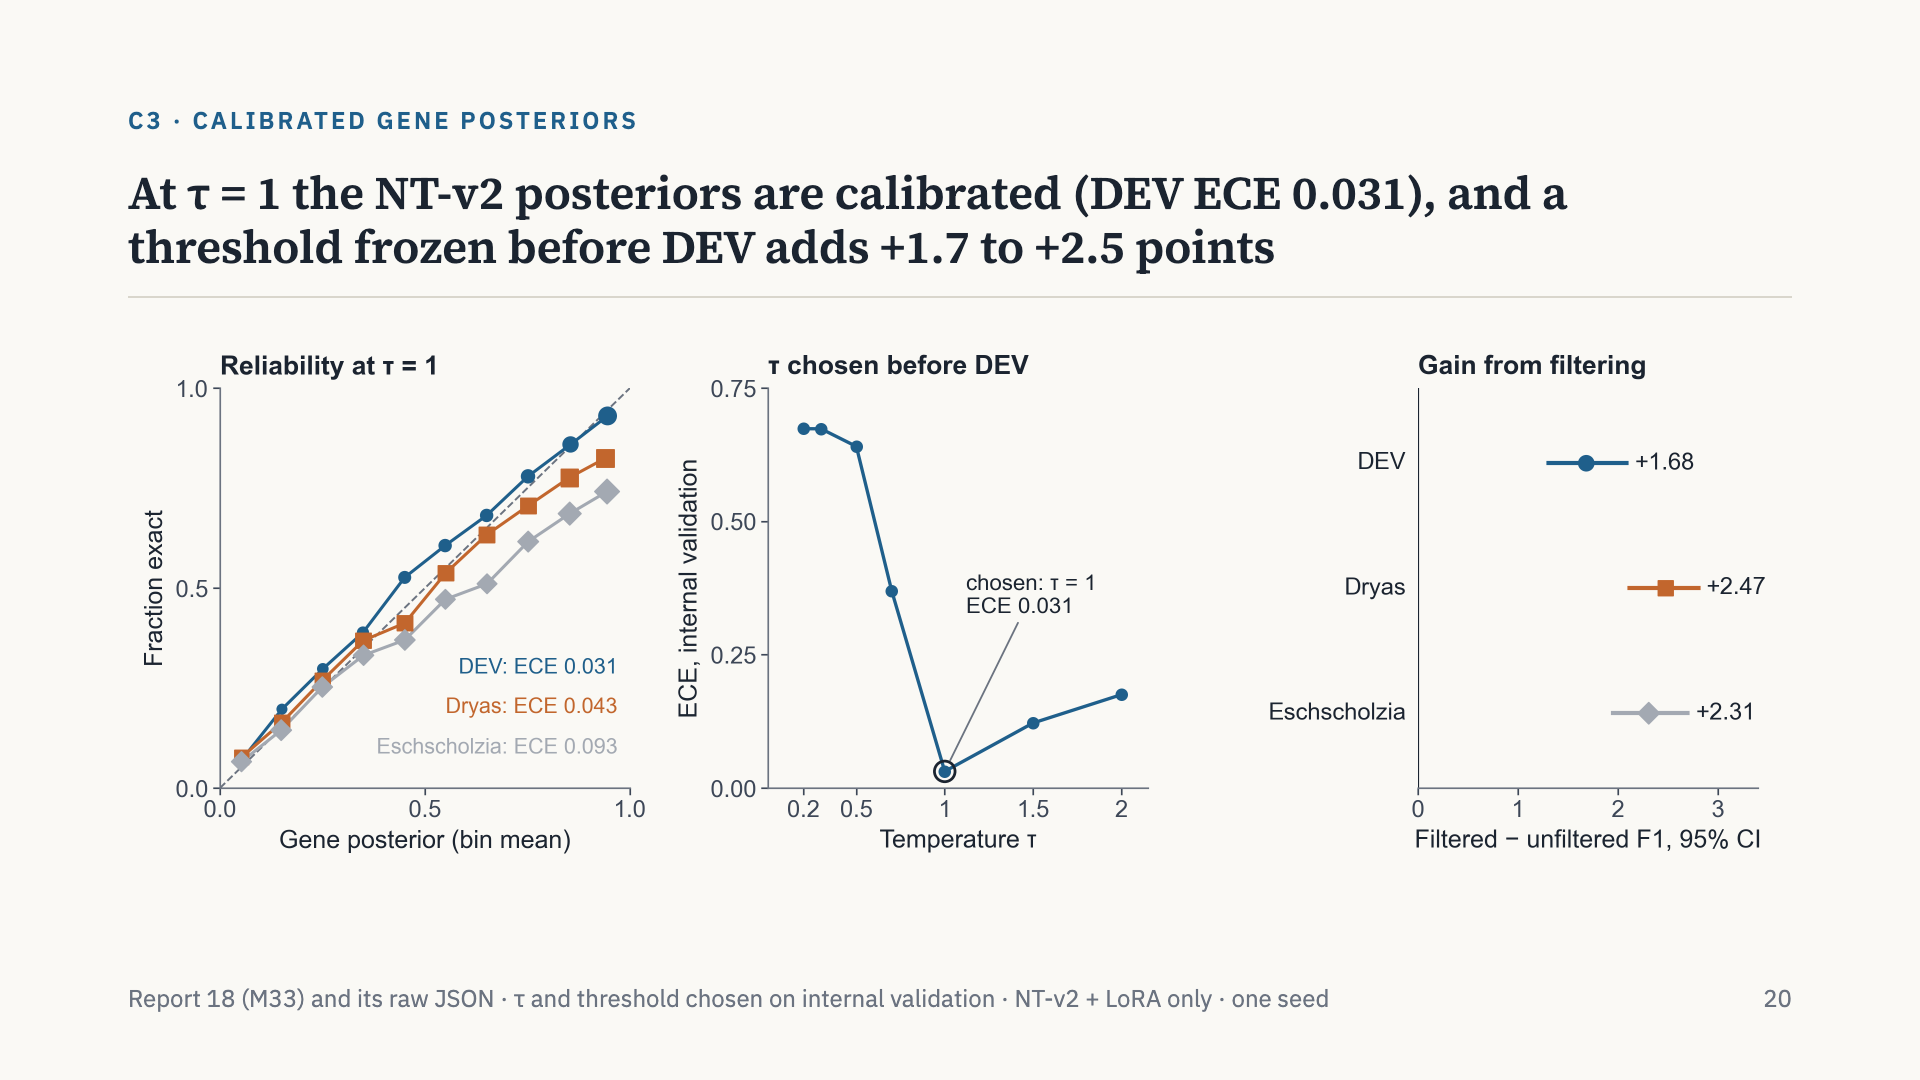 C3 · CALIBRATED GENE POSTERIORS
At τ = 1 the NT-v2 posteriors are calibrated (DEV ECE 0.031), and a
threshold frozen before DEV adds +1.7 to +2.5 points
Reliability at τ = 1
1.0
0.5
0.0
Fraction exact
DEV: ECE 0.031
Dryas: ECE 0.043
Eschscholzia: ECE 0.093
0.0 0.5 1.0
Gene posterior (bin mean)
τ chosen before DEV
0.75
0.50
0.25
0.00
ECE, internal validation
chosen: τ = 1
ECE 0.031
0.2 0.5 1 1.5 2
Temperature τ
Gain from filtering
DEV +1.68
Dryas +2.47
Eschscholzia +2.31
0 1 2 3
Filtered − unfiltered F1, 95% CI
Report 18 (M33) and its raw JSON · τ and threshold chosen on internal validation · NT-v2 + LoRA only · one seed
20